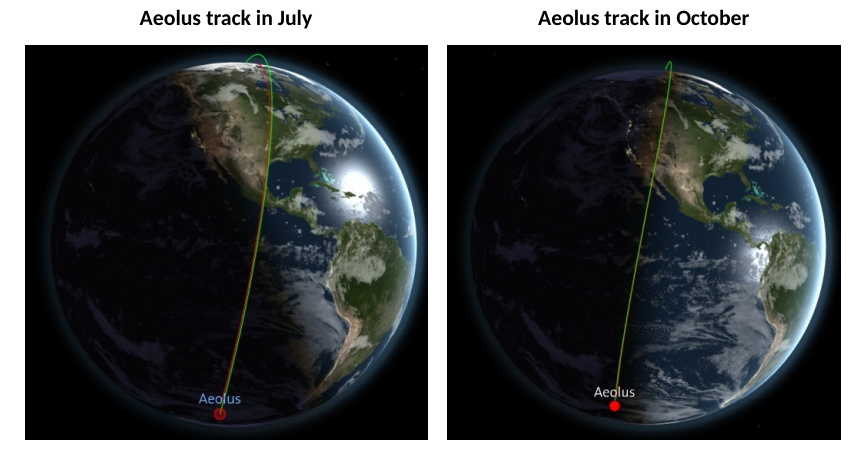 Aeolus track in July
Aeolus track in October
Aeolus
Aeolus